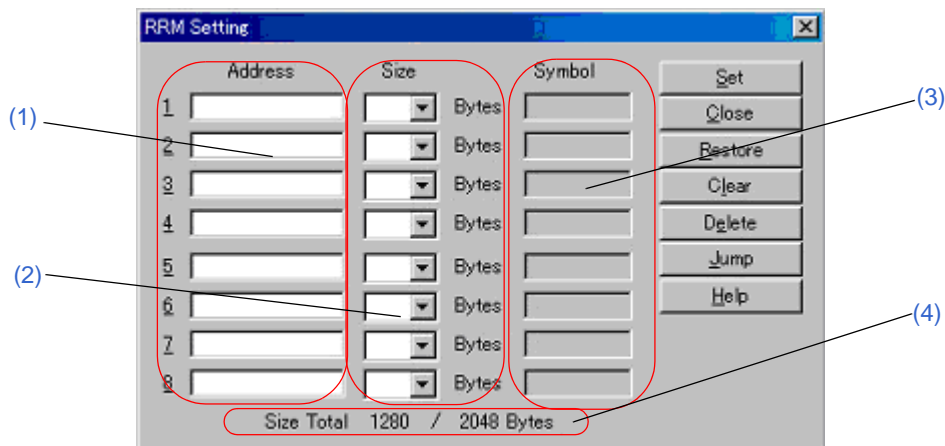 RRM Setting
Address Size Symbol
Set
1 Bytes
Close
(1)
(3)
2 Bytes
Restore
3 Bytes
Clear
4 Bytes
Delete
5 Bytes
Jump
(2)
6 Bytes
Help
(4)
7 Bytes
8 Bytes
Size Total 1280 / 2048 Bytes